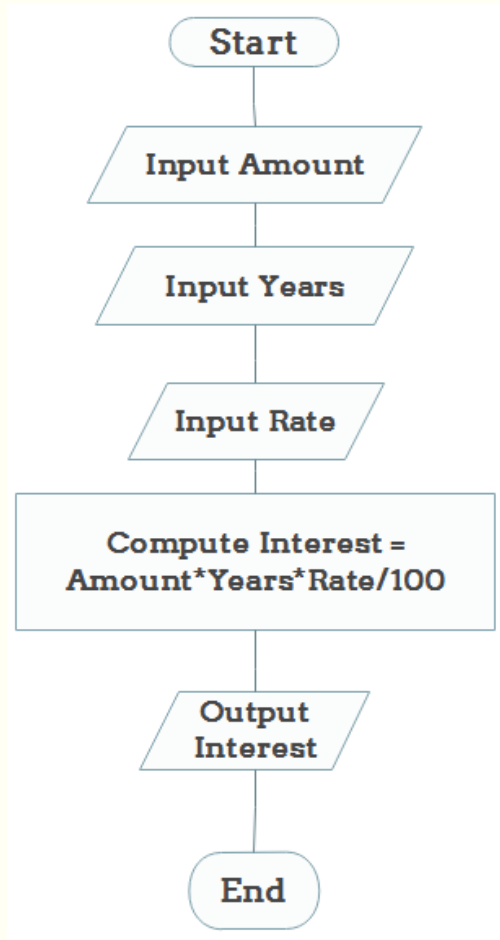 Start
Input Amount
Input Years
Input Rate
Compute Interest =
Amount*Years*Rate/100
Output
Interest
End